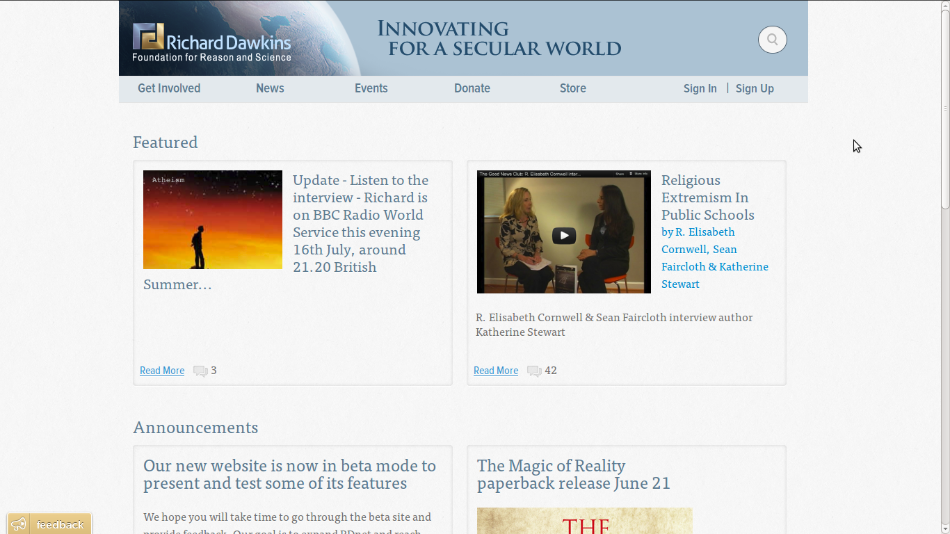 INNOVATING
FOR A SECULAR WORLD
Richard Dawkins
Foundation for Reason and Science
Get Involved News Events Donate Store Sign In | Sign Up
Featured
Atheism
Update - Listen to the
interview - Richard is
on BBC Radio World
Service this evening
16th July, around
21.20 British
Summer...
Read More 3
The Good News Club: R. Elisabeth Cornwell inter...
Religious
Extremism In
Public Schools
by R. Elisabeth
Cornwell, Sean
Faircloth & Katherine
Stewart
R. Elisabeth Cornwell & Sean Faircloth interview author
Katherine Stewart
Read More 42
Announcements
Our new website is now in beta mode to
present and test some of its features
We hope you will take time to go through the beta site and
provide feedback. Our goal is to expand RDnet and reach
The Magic of Reality
paperback release June 21
THE
feedback